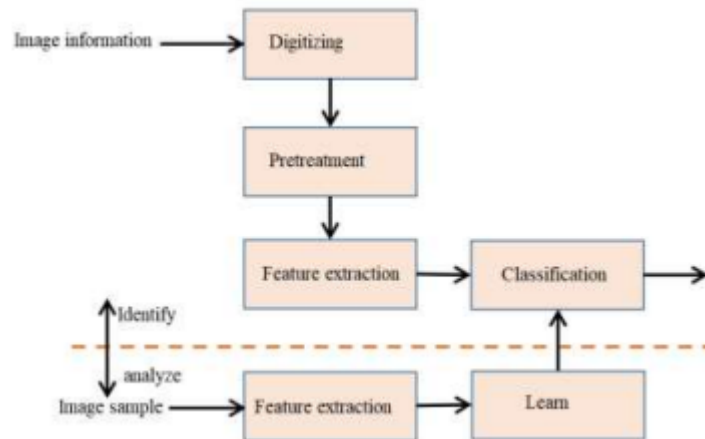 Image information
Digitizing
Pretreatment
Feature extraction
Classification
Identify
analyze
Image sample
Feature extraction
Learn